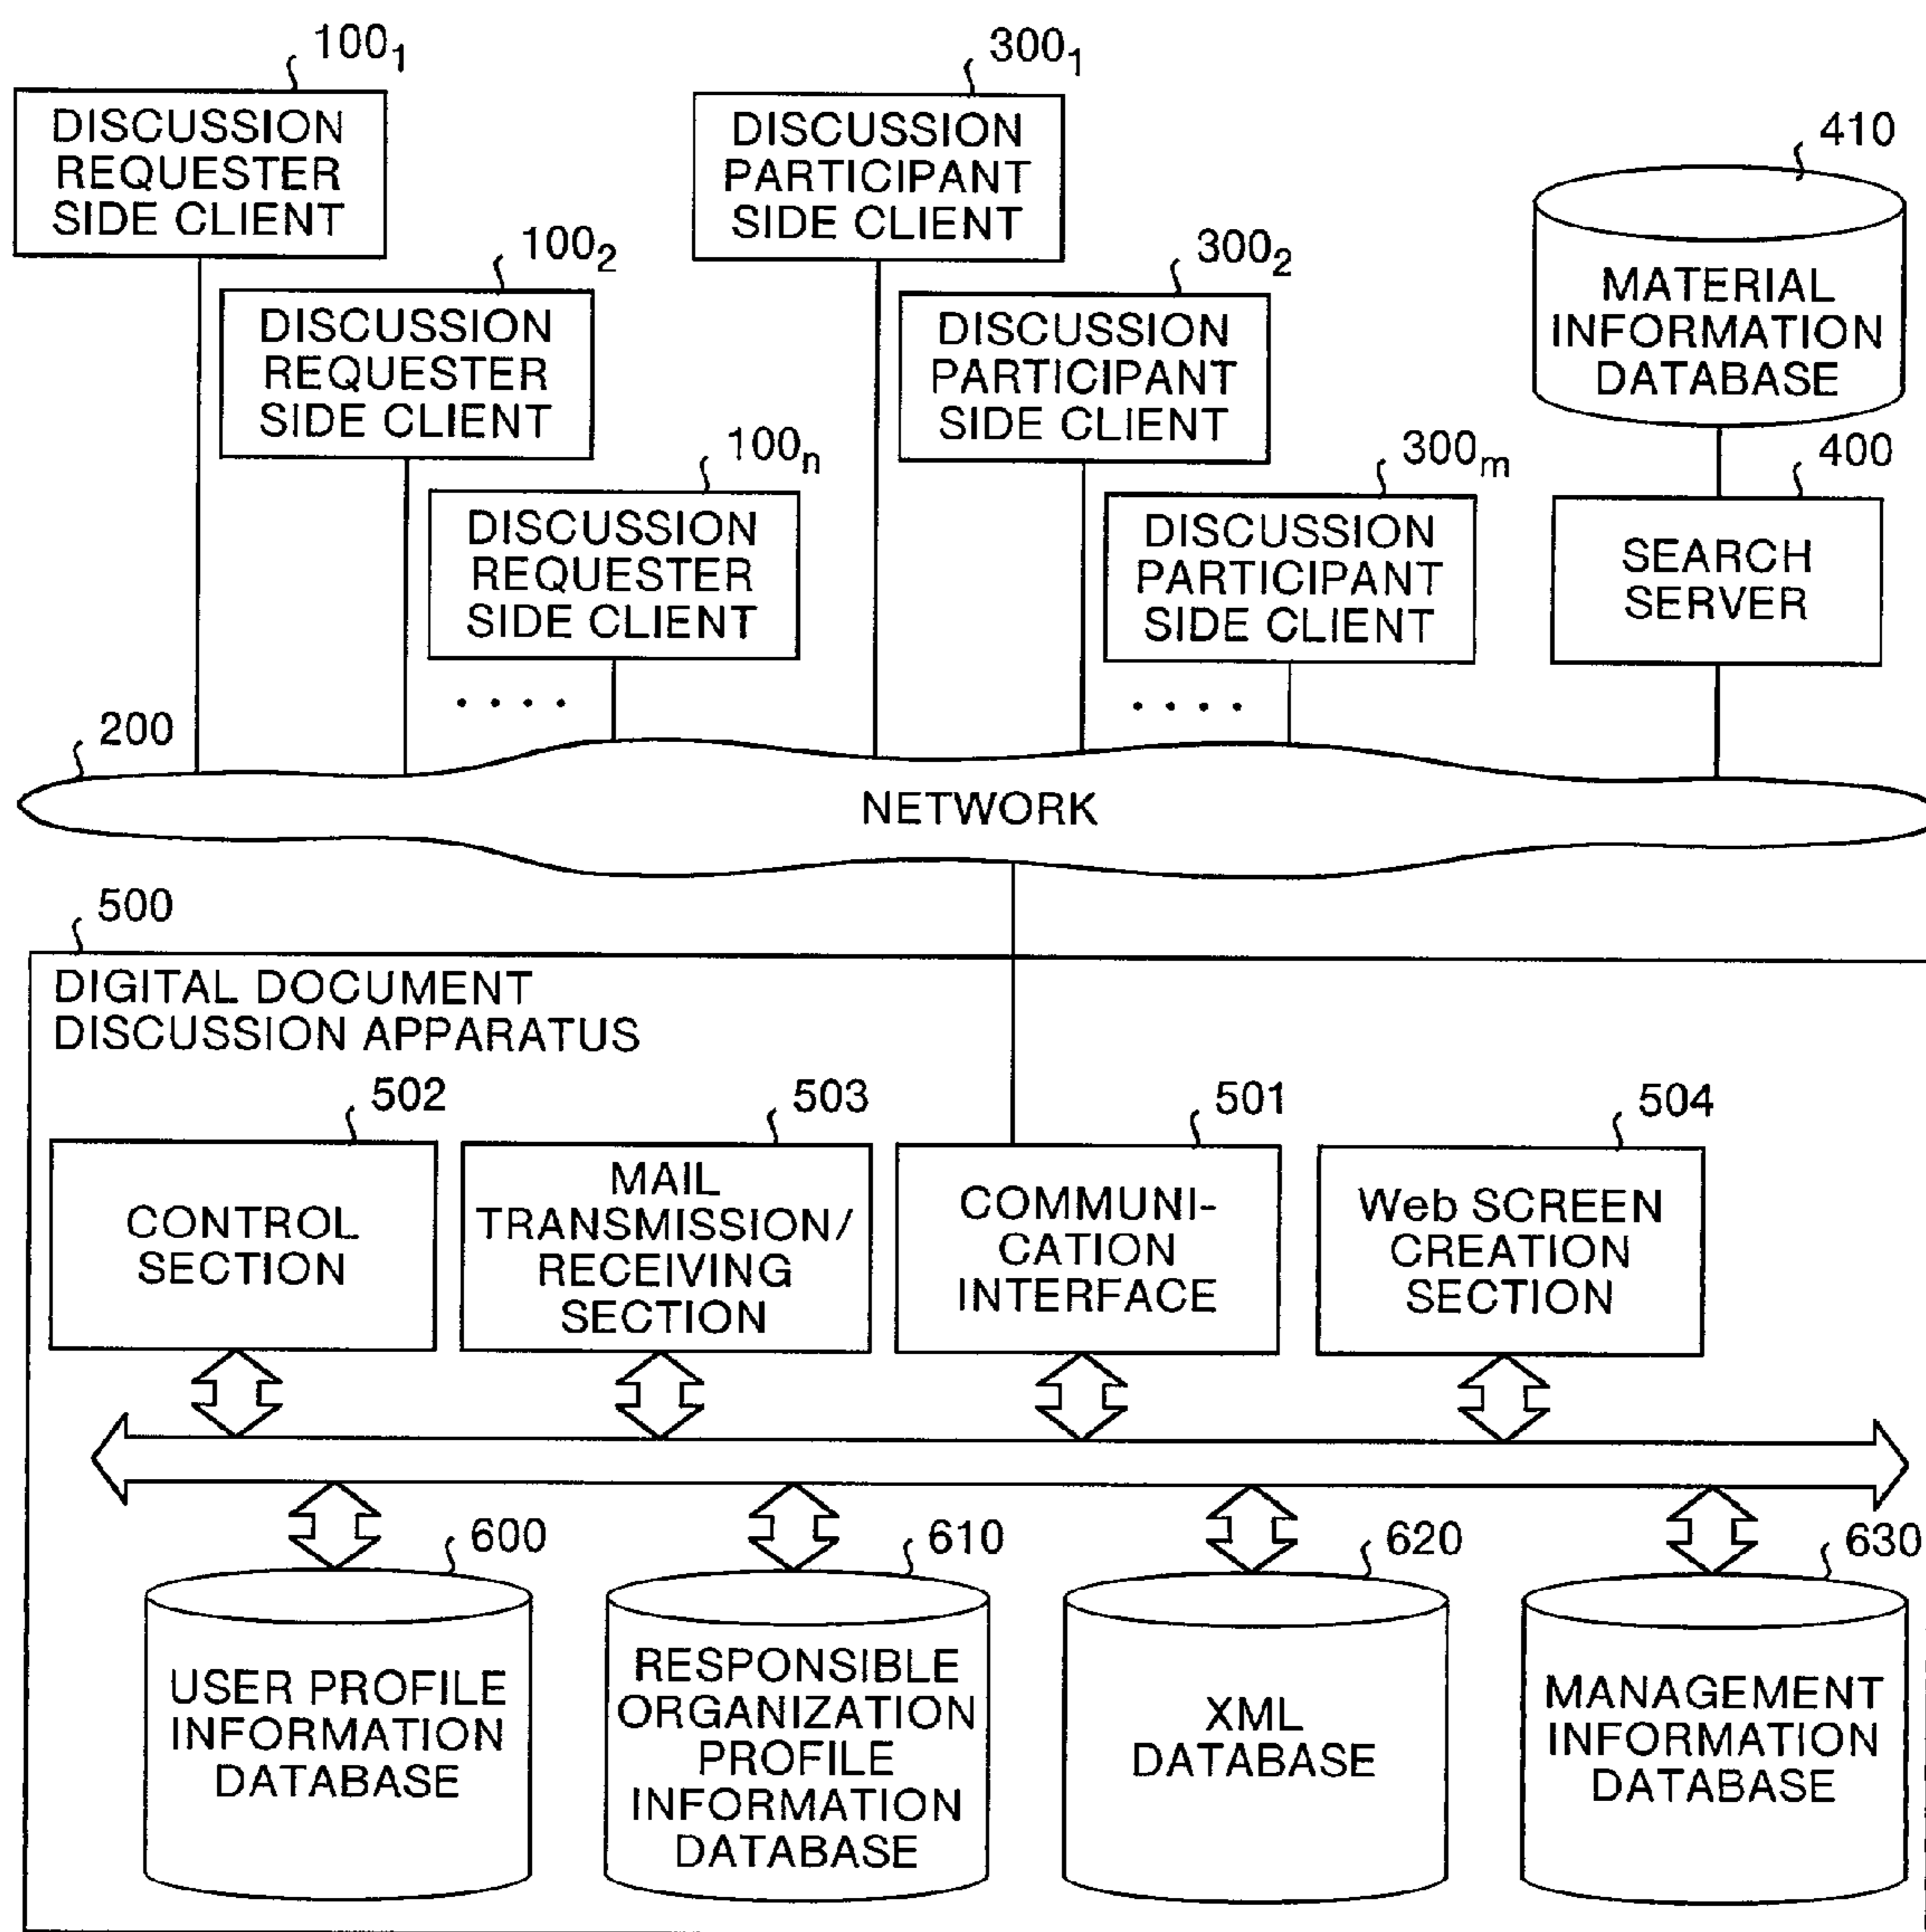 100₁
DISCUSSION
REQUESTER
SIDE CLIENT
100₂
DISCUSSION
REQUESTER
SIDE CLIENT
100ₙ
DISCUSSION
REQUESTER
SIDE CLIENT
. . . .
300₁
DISCUSSION
PARTICIPANT
SIDE CLIENT
300₂
DISCUSSION
PARTICIPANT
SIDE CLIENT
300ₘ
DISCUSSION
PARTICIPANT
SIDE CLIENT
. . . .
410
MATERIAL
INFORMATION
DATABASE
400
SEARCH
SERVER
200
NETWORK
500
DIGITAL DOCUMENT
DISCUSSION APPARATUS
502
CONTROL
SECTION
503
MAIL
TRANSMISSION/
RECEIVING
SECTION
501
COMMUNI-
CATION
INTERFACE
504
Web SCREEN
CREATION
SECTION
600
USER PROFILE
INFORMATION
DATABASE
610
RESPONSIBLE
ORGANIZATION
PROFILE
INFORMATION
DATABASE
620
XML
DATABASE
630
MANAGEMENT
INFORMATION
DATABASE